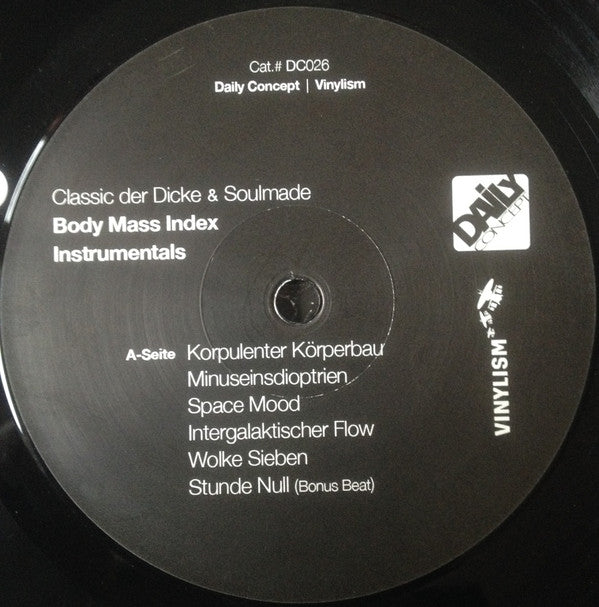 Cat.# DC026
Daily Concept | Vinylism
Classic der Dicke & Soulmade
Body Mass Index
Instrumentals
DAILY
CONCEPT
VINYLISM
A-Seite Korpulenter Körperbau
Minuseinsdioptrien
Space Mood
Intergalaktischer Flow
Wolke Sieben
Stunde Null (Bonus Beat)